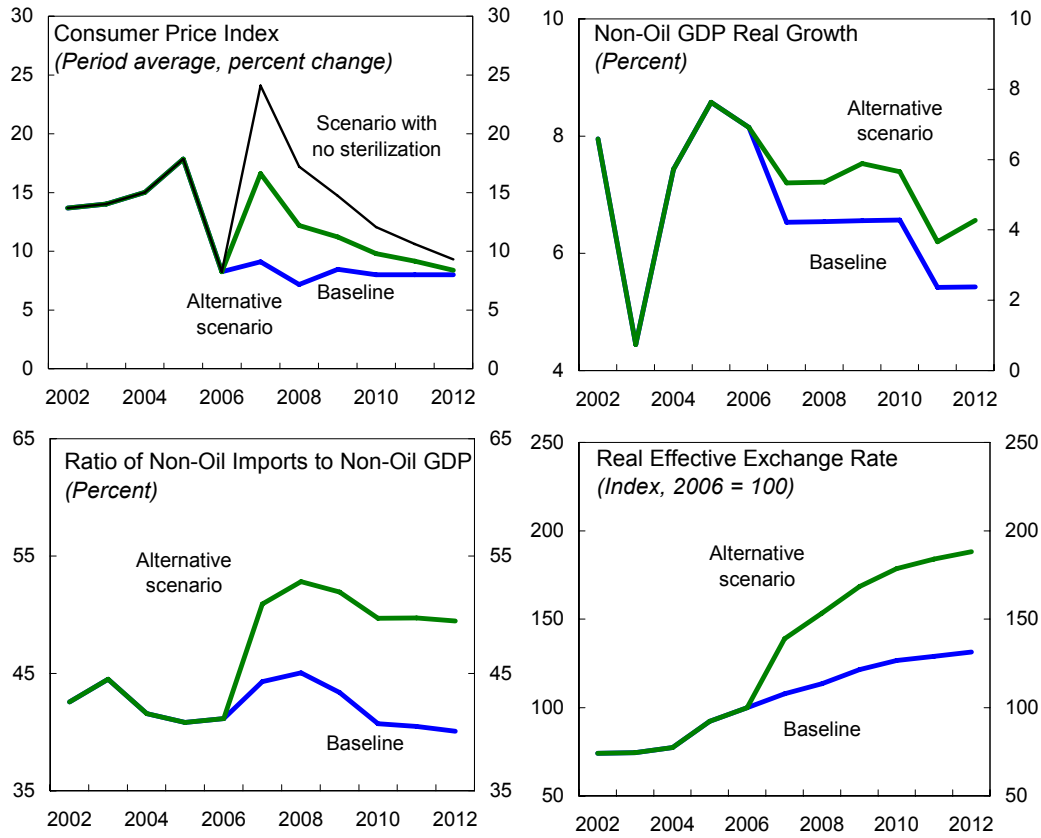 Consumer Price Index
(Period average, percent change)
30
25
20
15
10
5
0
30
25
20
15
10
5
0
Scenario with
no sterilization
Alternative
scenario
Baseline
2002 2004 2006 2008 2010 2012
Non-Oil GDP Real Growth
(Percent)
10
8
6
4
10
8
6
4
2
0
Alternative
scenario
Baseline
2002 2004 2006 2008 2010 2012
Ratio of Non-Oil Imports to Non-Oil GDP
(Percent)
65
55
45
35
65
55
45
35
Alternative
scenario
Baseline
2002 2004 2006 2008 2010 2012
Real Effective Exchange Rate
(Index, 2006 = 100)
250
200
150
100
50
250
200
150
100
50
Alternative
scenario
Baseline
2002 2004 2006 2008 2010 2012